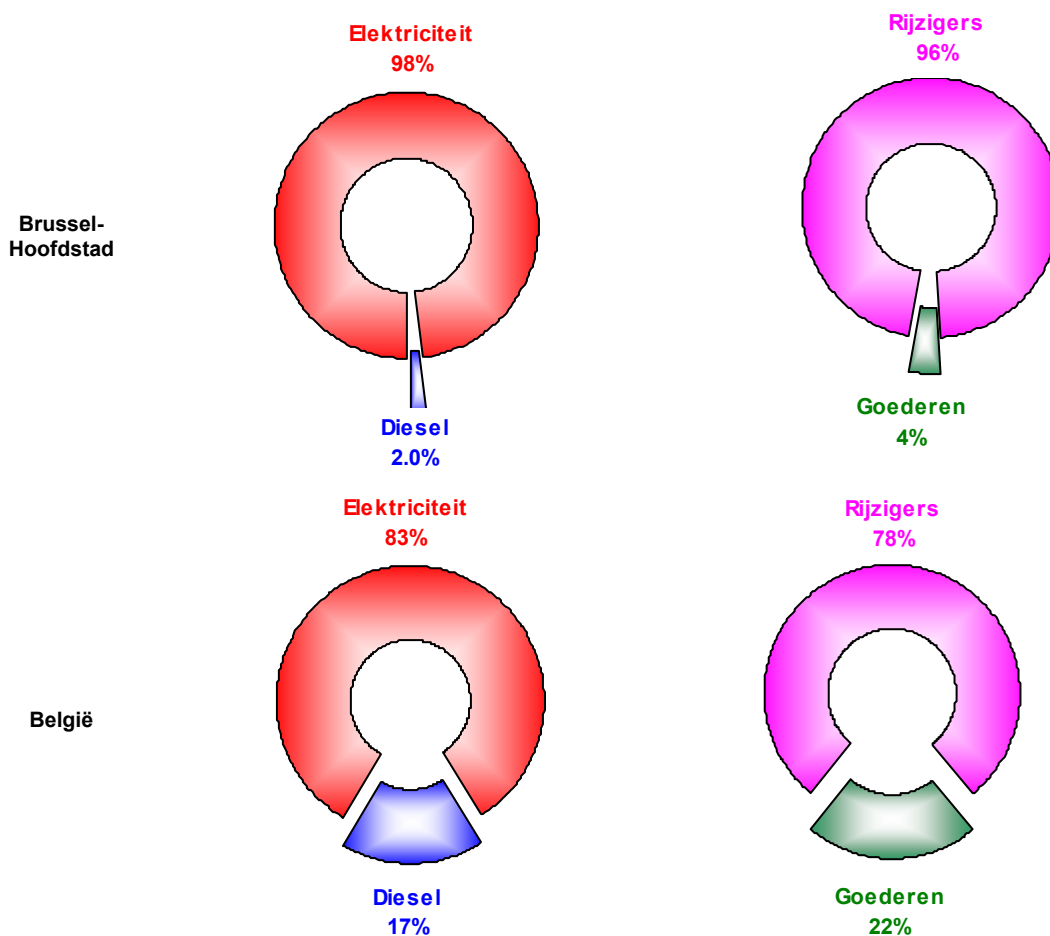 Elektriciteit
98%
Rijzigers
96%
Brussel-
Hoofdstad
Diesel
2.0%
Goederen
4%
Elektriciteit
83%
Rijzigers
78%
België
Diesel
17%
Goederen
22%